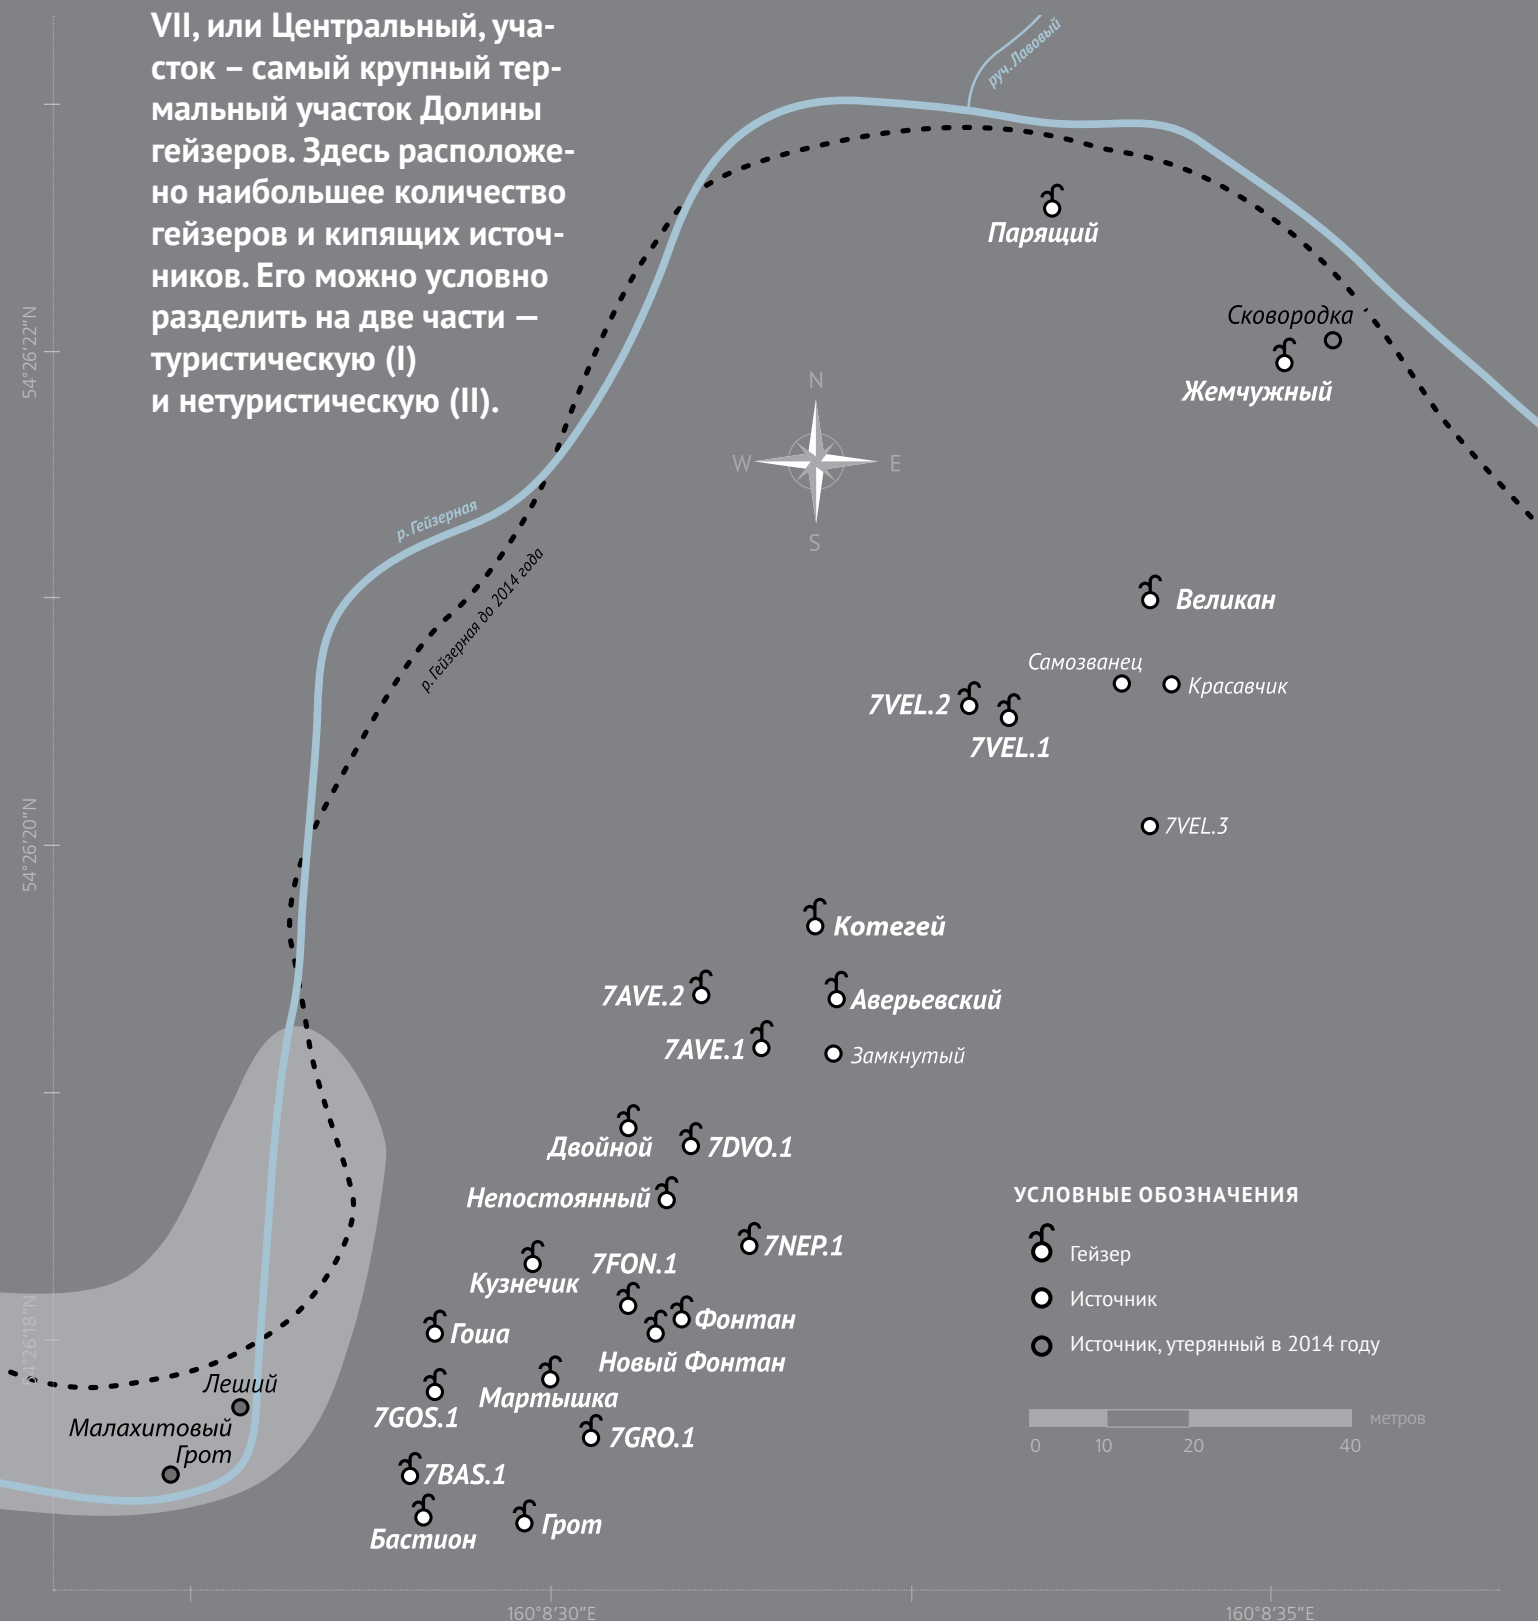 VII, или Центральный, уча-
сток – самый крупный тер-
мальный участок Долины
гейзеров. Здесь расположе-
но наибольшее количество
гейзеров и кипящих источ-
ников. Его можно условно
разделить на две части —
туристическую (I)
и нетуристическую (II).
руч. Лавовый
Парящий
Сковородка
Жемчужный
54°26'22"N
N
W
E
S
р. Гейзерная
р. Гейзерная до 2014 года
Великан
Самозванец
Красавчик
7VEL.2
7VEL.1
7VEL.3
54°26'20"N
Котегей
7AVE.2
Аверьевский
7AVE.1
Замкнутый
Двойной
7DVO.1
Непостоянный
7NEP.1
7FON.1
Кузнечик
Фонтан
Гоша
Новый Фонтан
Мартышка
7GOS.1
7GRO.1
7BAS.1
Бастион
Грот
54°26'18"N
Леший
Малахитовый
Грот
УСЛОВНЫЕ ОБОЗНАЧЕНИЯ
Гейзер
Источник
Источник, утерянный в 2014 году
метров
0 10 20 40
160°8'30"E
160°8'35"E